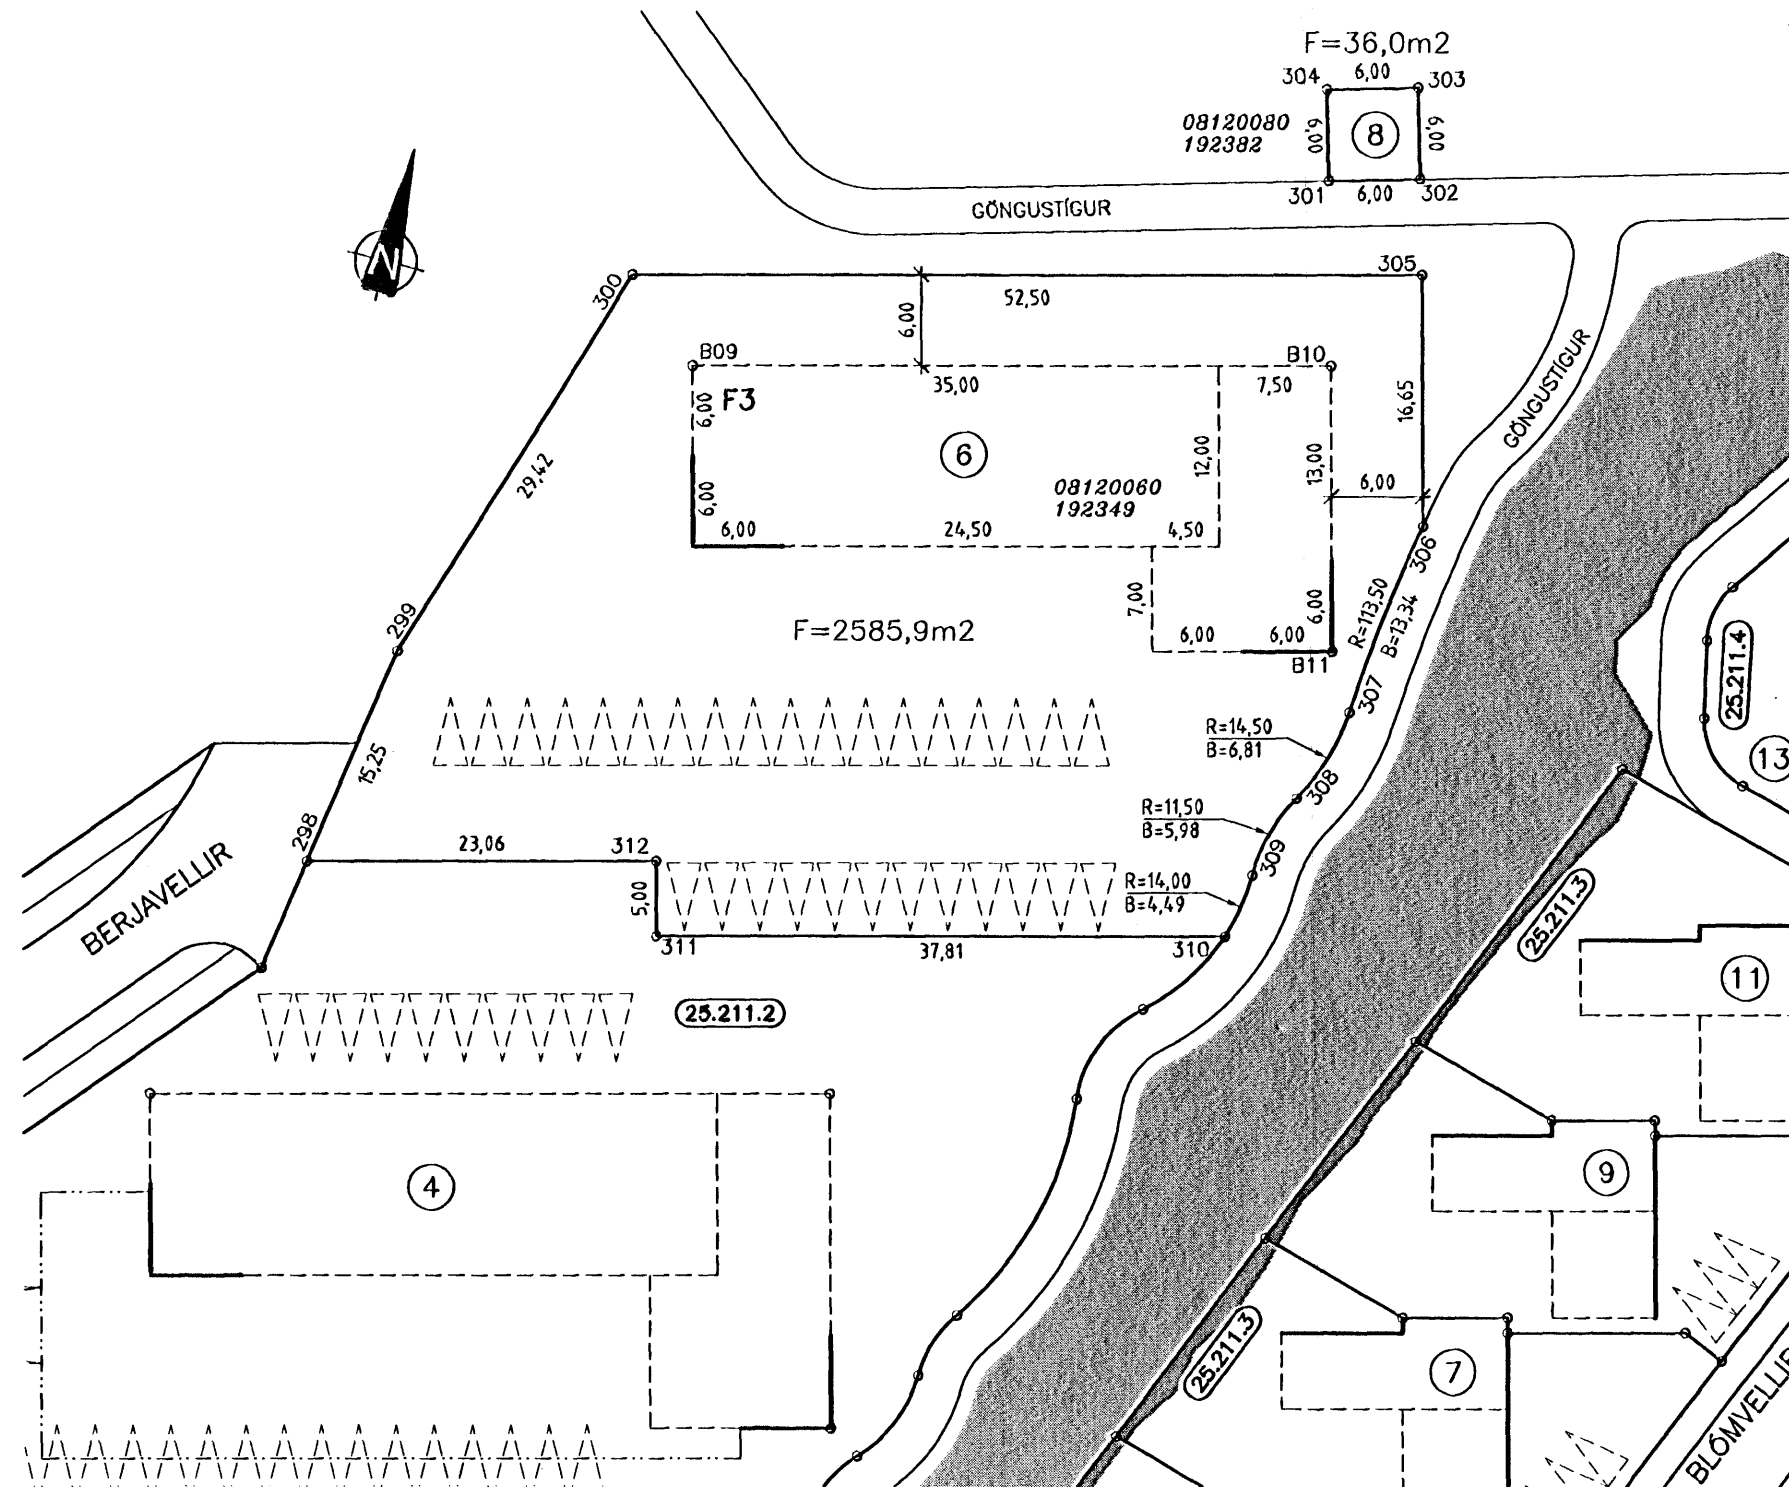 F=36,0m2
304
6,00
303
08120080
192382
6,00
8
6,00
301
6,00
302
GÖNGUSTÍGUR
N
300
305
52,50
6,00
GÖNGUSTÍGUR
B09
B10
35,00
7,50
6,00
F3
16,65
29,42
6
12,00
13,00
6,00
08120060
192349
6,00
6,00
24,50
4,50
306
299
7,00
F=2585,9m2
6,00
6,00
6,00
B11
R=113,50
B=13,34
307
R=14,50
B=6,81
25.211.4
13
15,25
308
R=11,50
B=5,98
298
23,06
312
309
BERJAVELLIR
5,00
R=14,00
B=4,49
311
37,81
310
25.211.3
11
25.211.2
4
9
25.211.3
7
BLÓMVELLIR